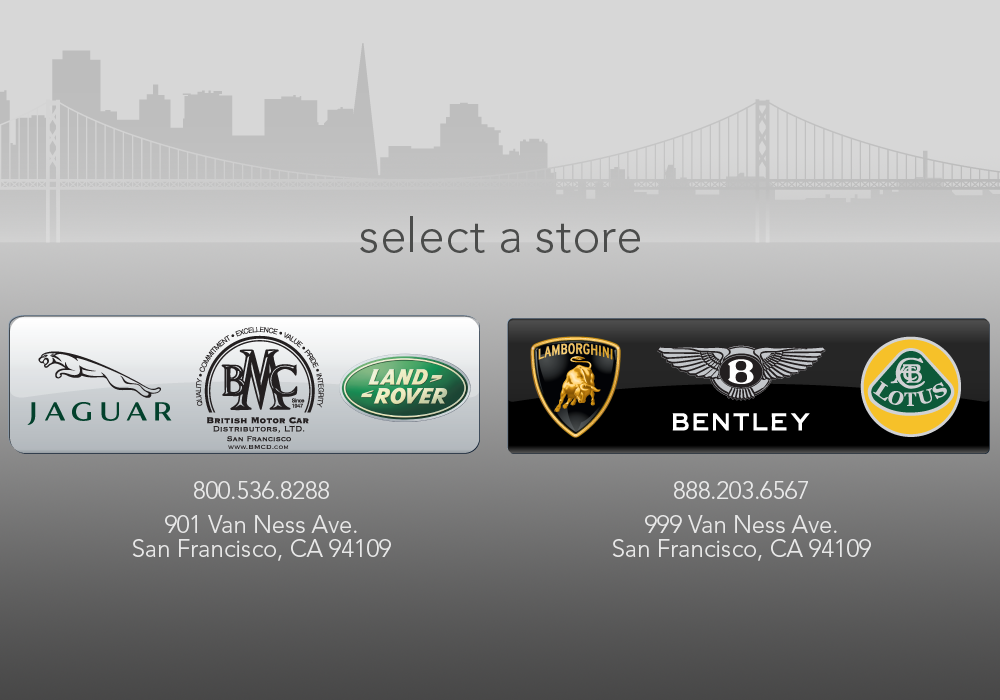 select a store
JAGUAR
QUALITY • COMMITMENT • EXCELLENCE • VALUE • PRIDE • INTEGRITY
BMC
Since
1947
BRITISH MOTOR CAR
DISTRIBUTORS, LTD.
SAN FRANCISCO
WWW.BMCD.COM
LAND-
-ROVER
LAMBORGHINI
B
BENTLEY
LOTUS
800.536.8288
901 Van Ness Ave.
San Francisco, CA 94109
888.203.6567
999 Van Ness Ave.
San Francisco, CA 94109